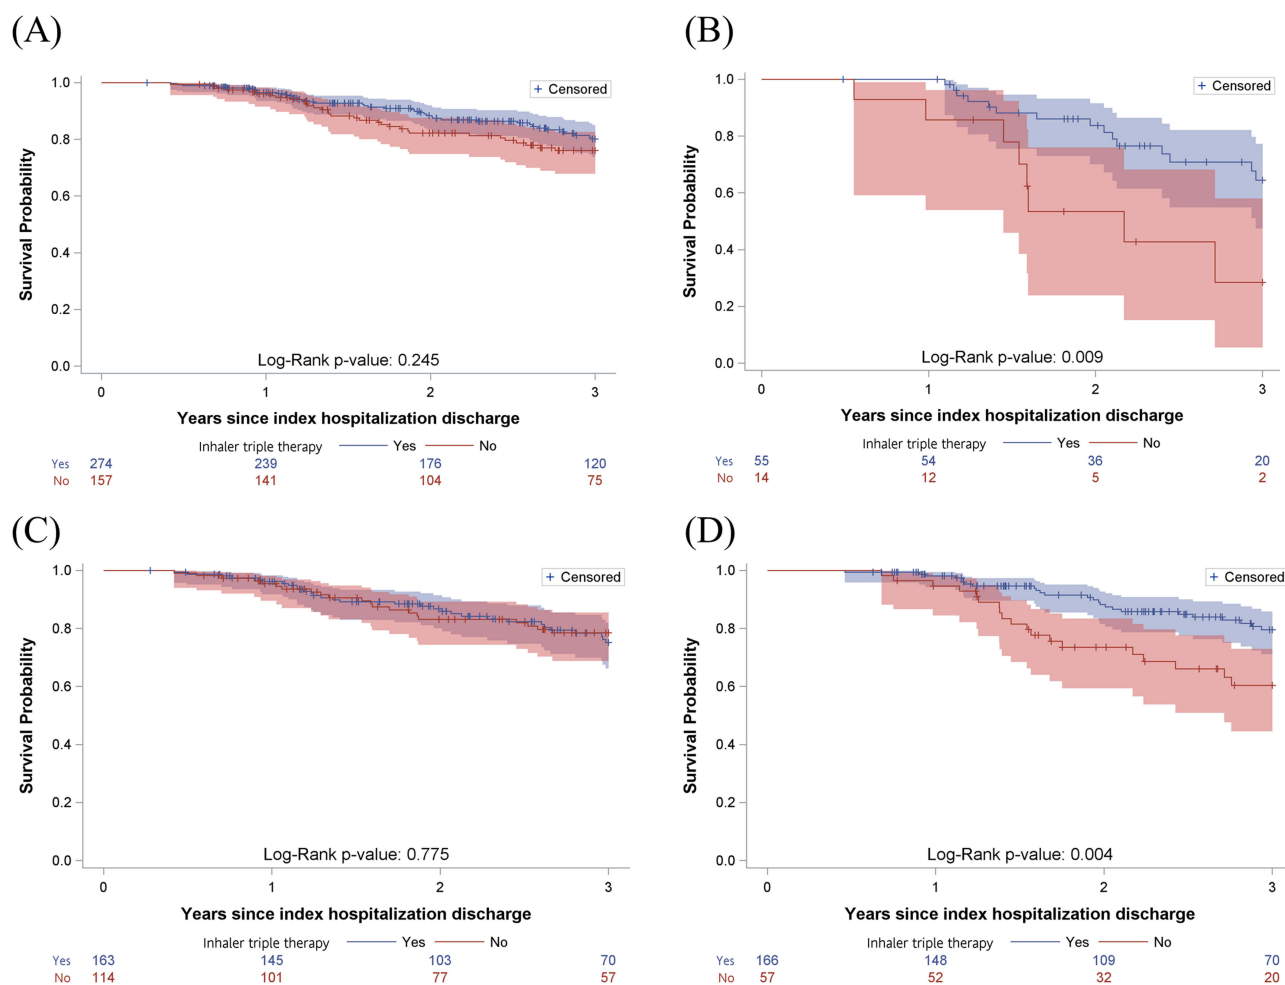 (A)
1.0
0.8
0.6
0.4
0.2
0.0
Survival Probability
+ Censored
Log-Rank p-value: 0.245
0 1 2 3
Years since index hospitalization discharge
Inhaler triple therapy Yes No
Yes 274 239 176 120
No 157 141 104 75
(B)
1.0
0.8
0.6
0.4
0.2
0.0
Survival Probability
+ Censored
Log-Rank p-value: 0.009
0 1 2 3
Years since index hospitalization discharge
Inhaler triple therapy Yes No
Yes 55 54 36 20
No 14 12 5 2
(C)
1.0
0.8
0.6
0.4
0.2
0.0
Survival Probability
+ Censored
Log-Rank p-value: 0.775
0 1 2 3
Years since index hospitalization discharge
Inhaler triple therapy Yes No
Yes 163 145 103 70
No 114 101 77 57
(D)
1.0
0.8
0.6
0.4
0.2
0.0
Survival Probability
+ Censored
Log-Rank p-value: 0.004
0 1 2 3
Years since index hospitalization discharge
Inhaler triple therapy Yes No
Yes 166 148 109 70
No 57 52 32 20